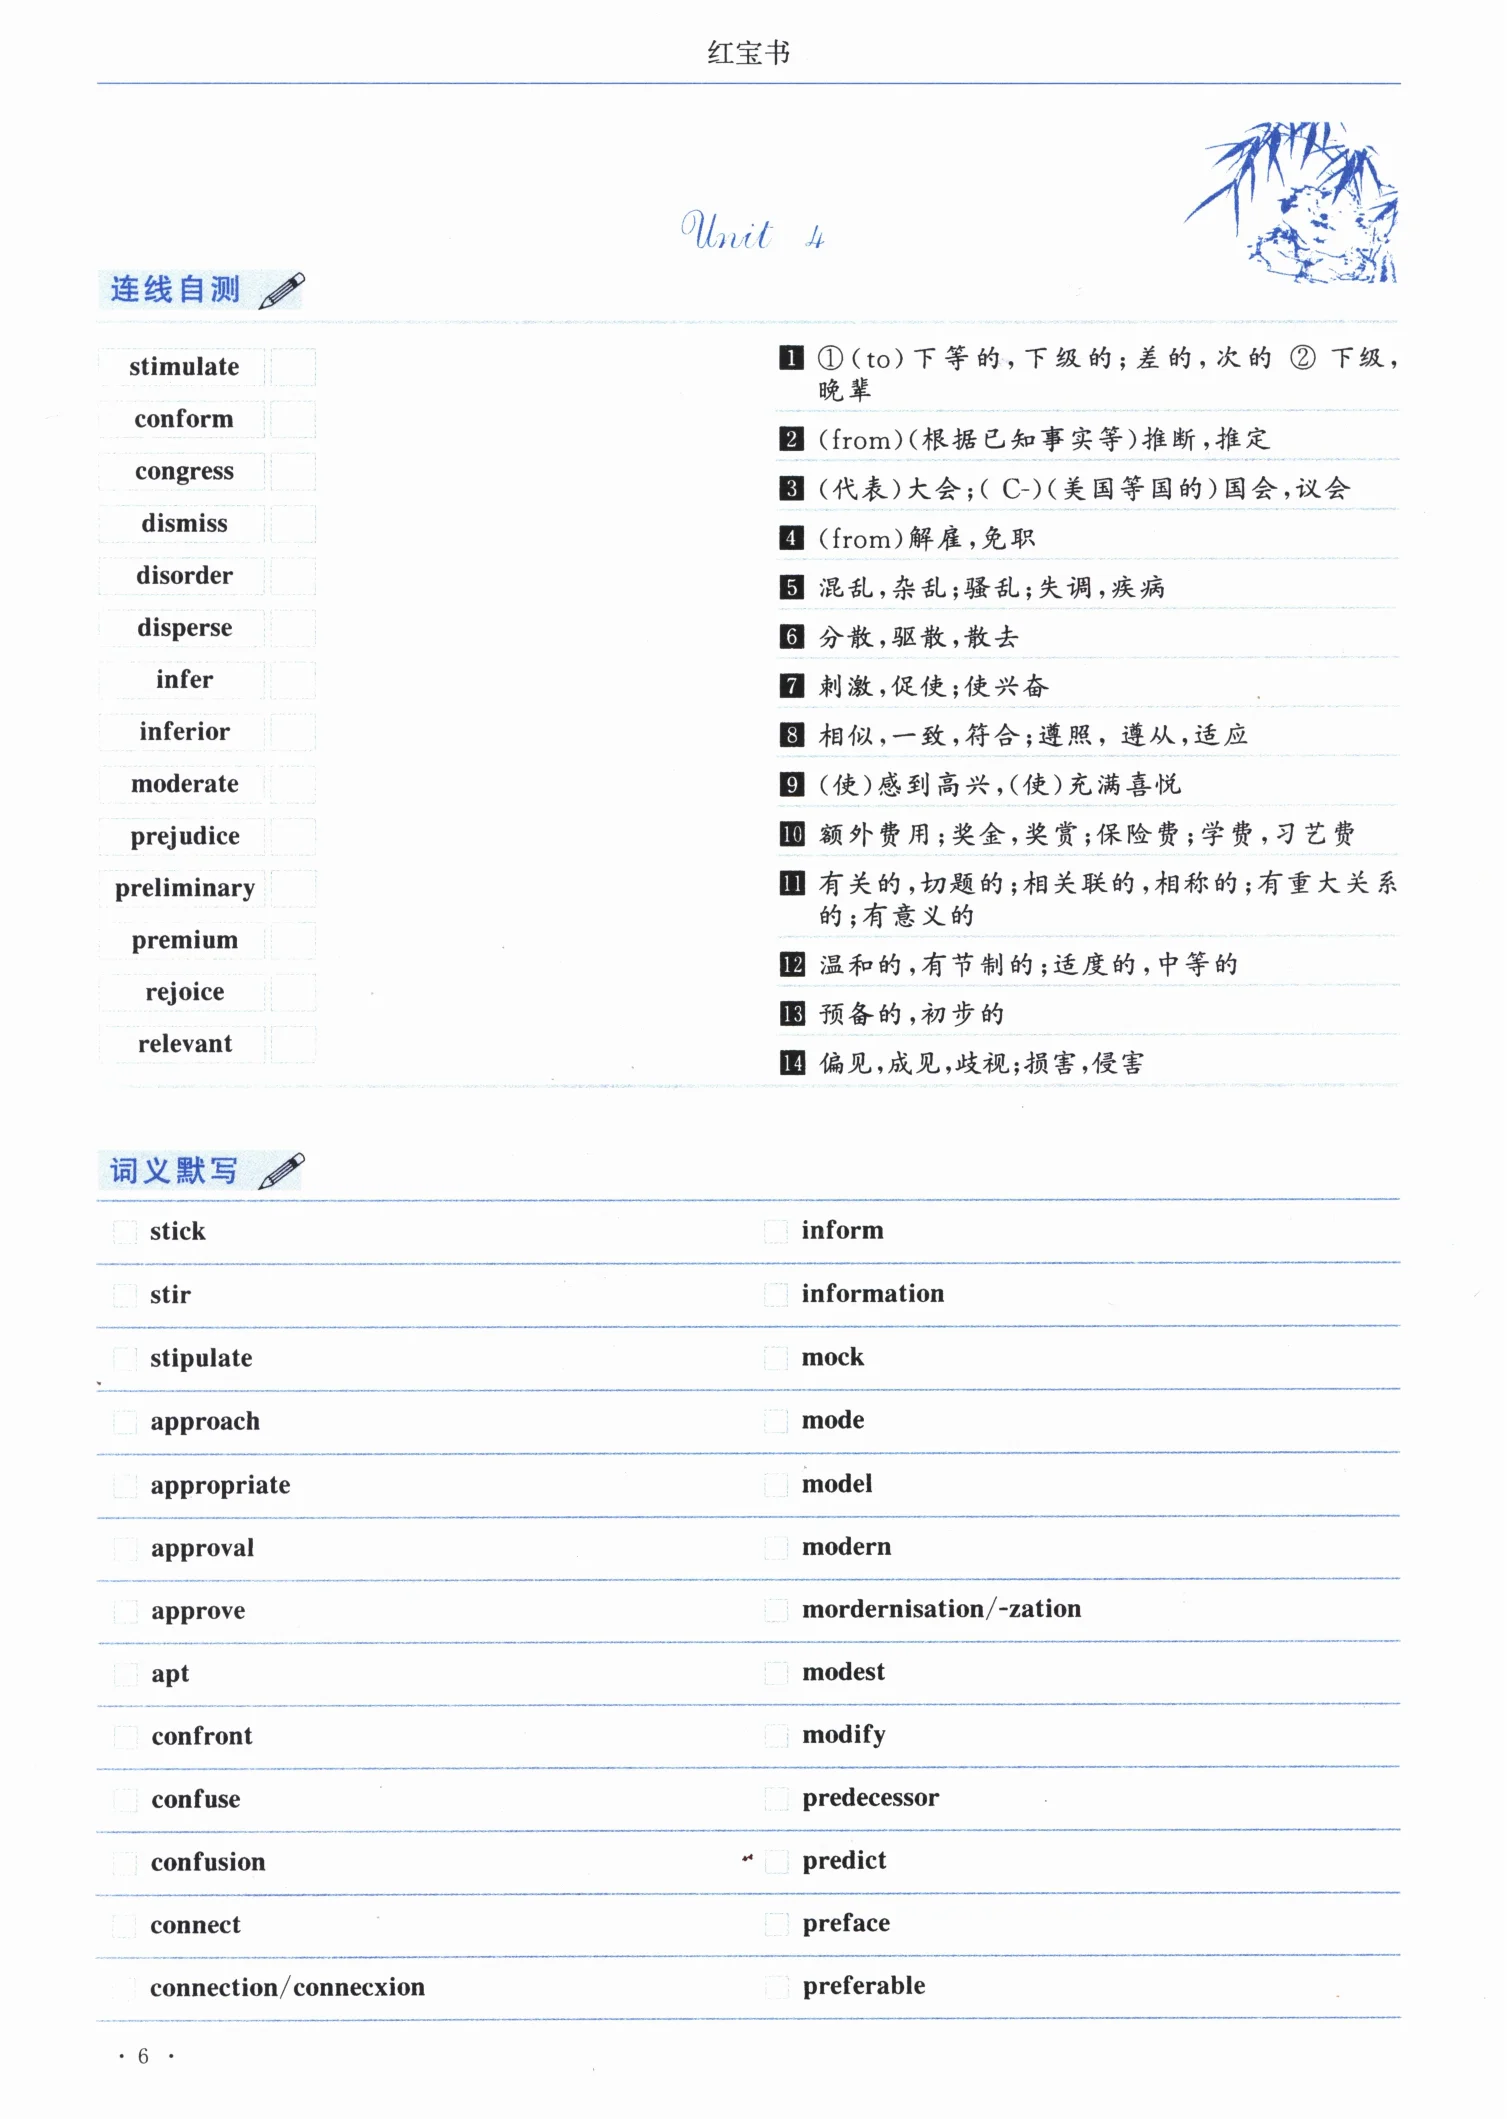 红宝书
Unit 4
连线自测
stimulate
conform
congress
dismiss
disorder
disperse
infer
inferior
moderate
prejudice
preliminary
premium
rejoice
relevant
1 ①(to)下等的,下级的;差的,次的 ② 下级,
晚辈
2 (from)(根据已知事实等)推断,推定
3 (代表)大会;( C-)(美国等国的)国会,议会
4 (from)解雇,免职
5 混乱,杂乱;骚乱;失调,疾病
6 分散,驱散,散去
7 刺激,促使;使兴奋
8 相似,一致,符合;遵照, 遵从,适应
9 (使)感到高兴,(使)充满喜悦
10 额外费用;奖金,奖赏;保险费;学费,习艺费
11 有关的,切题的;相关联的,相称的;有重大关系
的;有意义的
12 温和的,有节制的;适度的,中等的
13 预备的,初步的
14 偏见,成见,歧视;损害,侵害
词义默写
stick
stir
stipulate
approach
appropriate
approval
approve
apt
confront
confuse
confusion
connect
connection/connecxion
inform
information
mock
mode
model
modern
mordernisation/-zation
modest
modify
predecessor
predict
preface
preferable
· 6 ·